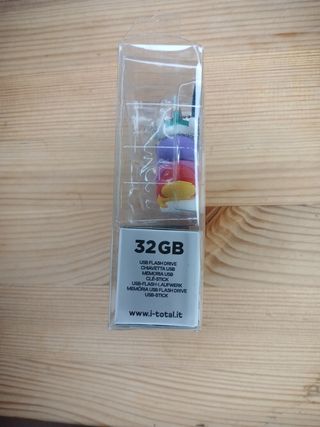 32GB
USB FLASH DRIVE
CHIAVETTA USB
MEMORIA USB
CLÉ-STICK
USB-FLASH-LAUFWERK
MEMÓRIA USB FLASH DRIVE
USB-STICK
www.i-total.it